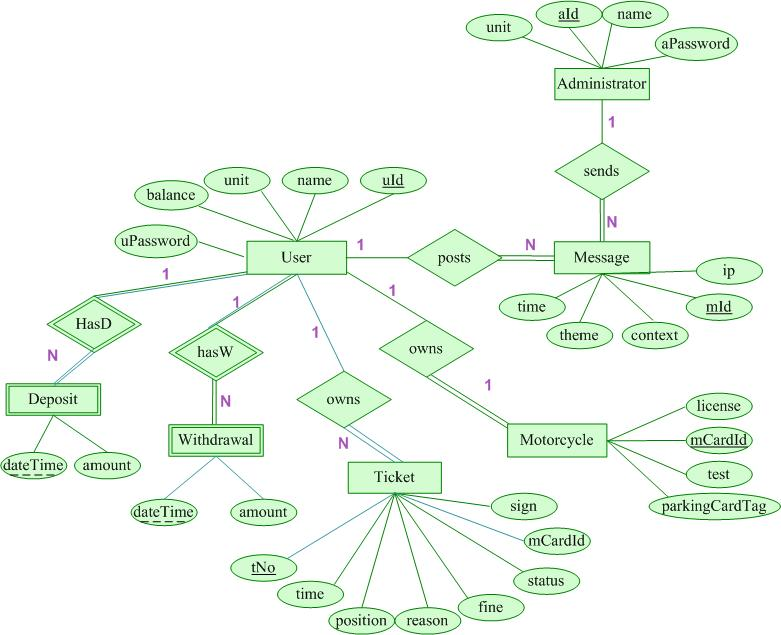 aId
name
unit
aPassword
Administrator
1
sends
N
unit
name
uId
balance
uPassword
User
1
posts
N
Message
ip
mId
time
theme
context
1
HasD
N
Deposit
dateTime
amount
1
hasW
N
Withdrawal
dateTime
amount
1
owns
N
Ticket
1
owns
1
Motorcycle
license
mCardId
test
parkingCardTag
sign
mCardId
status
fine
reason
position
time
tNo